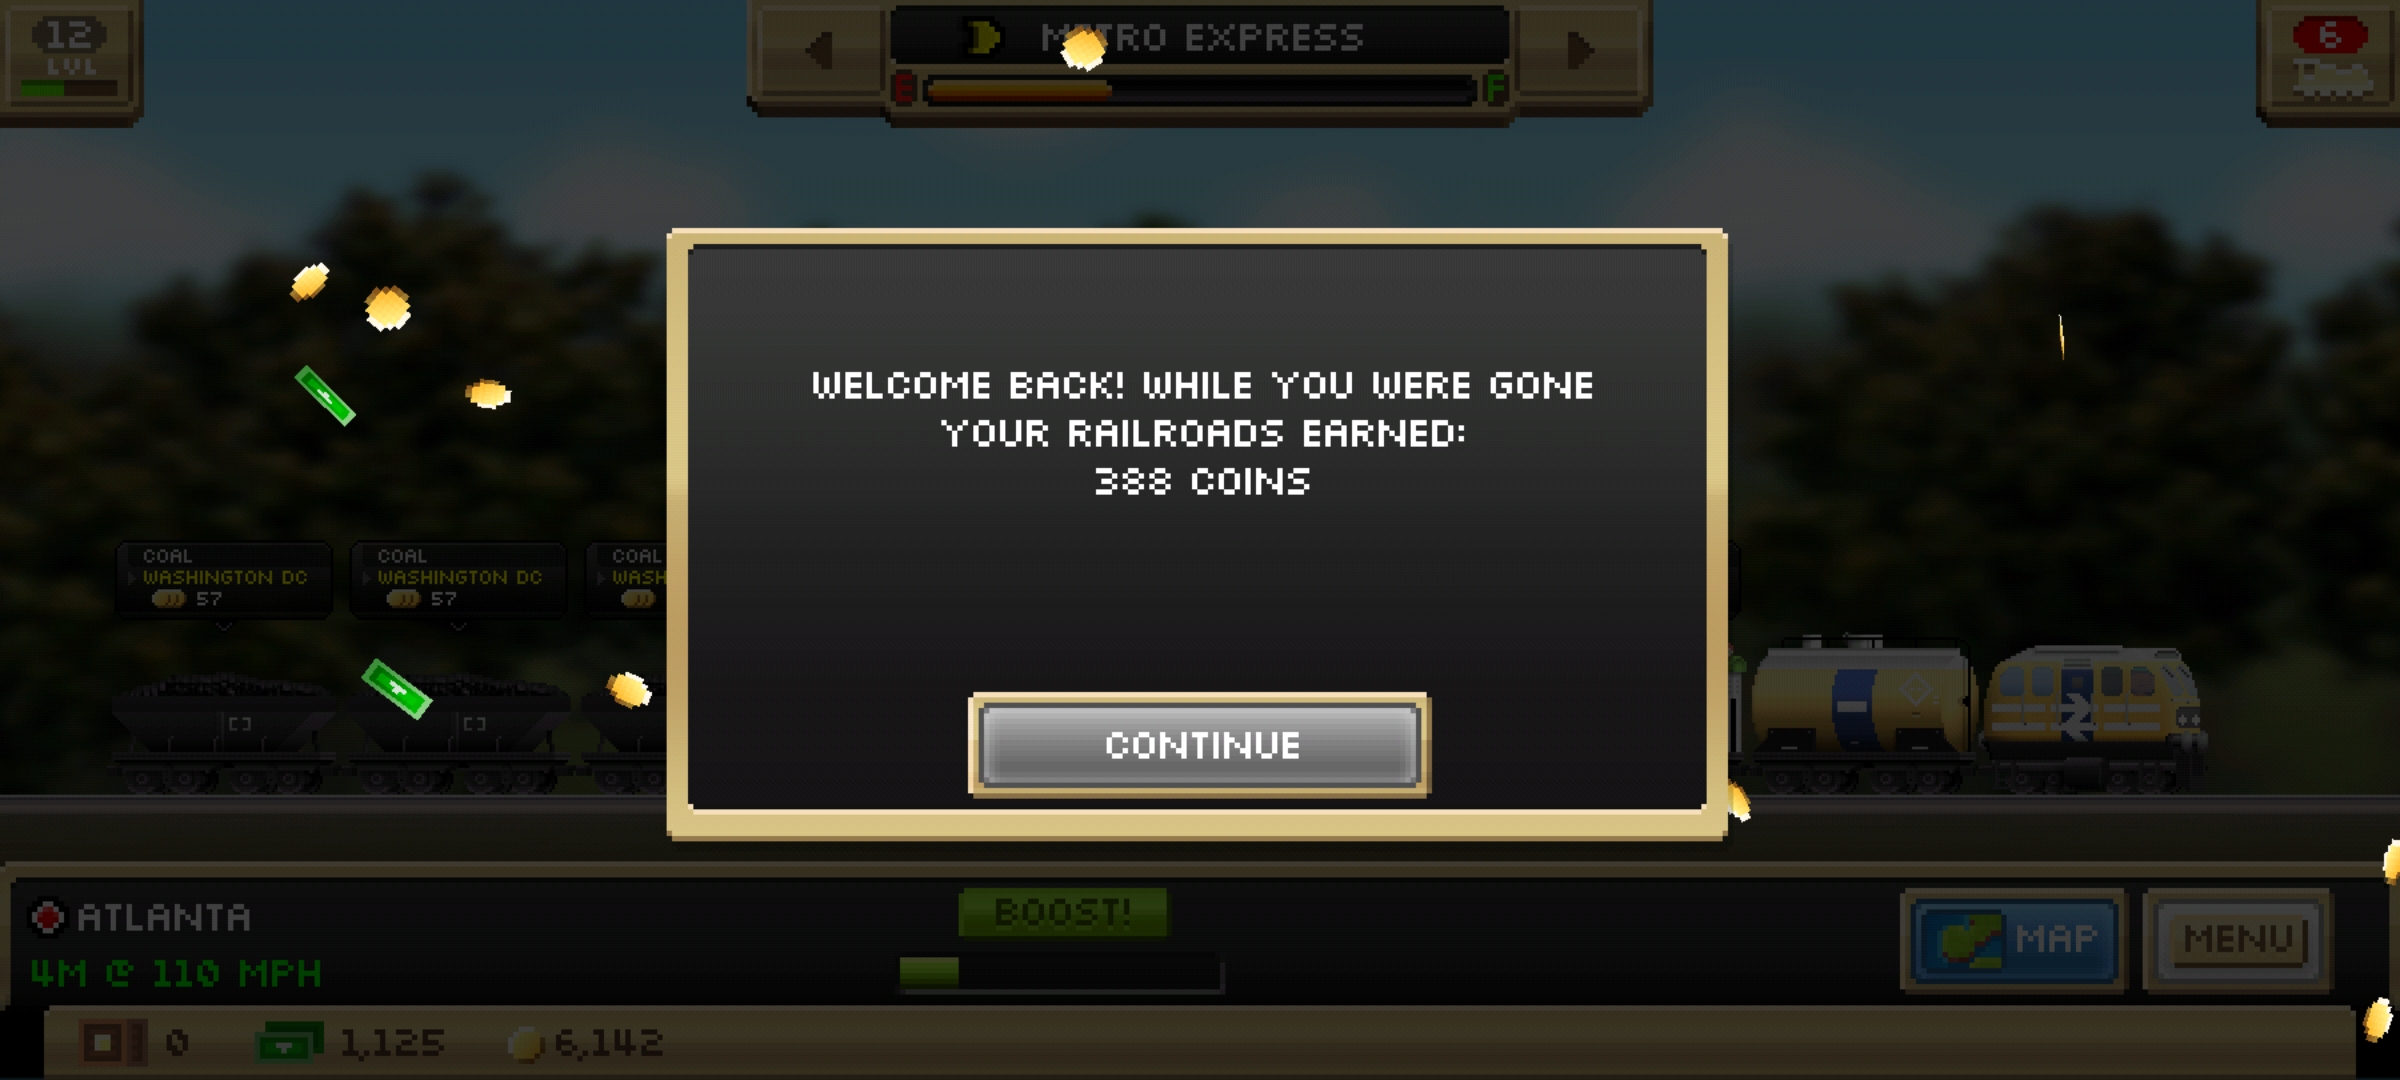 12
LVL
METRO EXPRESS
E
F
6
WELCOME BACK! WHILE YOU WERE GONE
YOUR RAILROADS EARNED:
388 COINS
COAL
WASHINGTON DC
57
COAL
WASHINGTON DC
57
COAL
WASH
CONTINUE
ATLANTA
4M @ 110 MPH
BOOST!
MAP
MENU
0
1,125
6,142